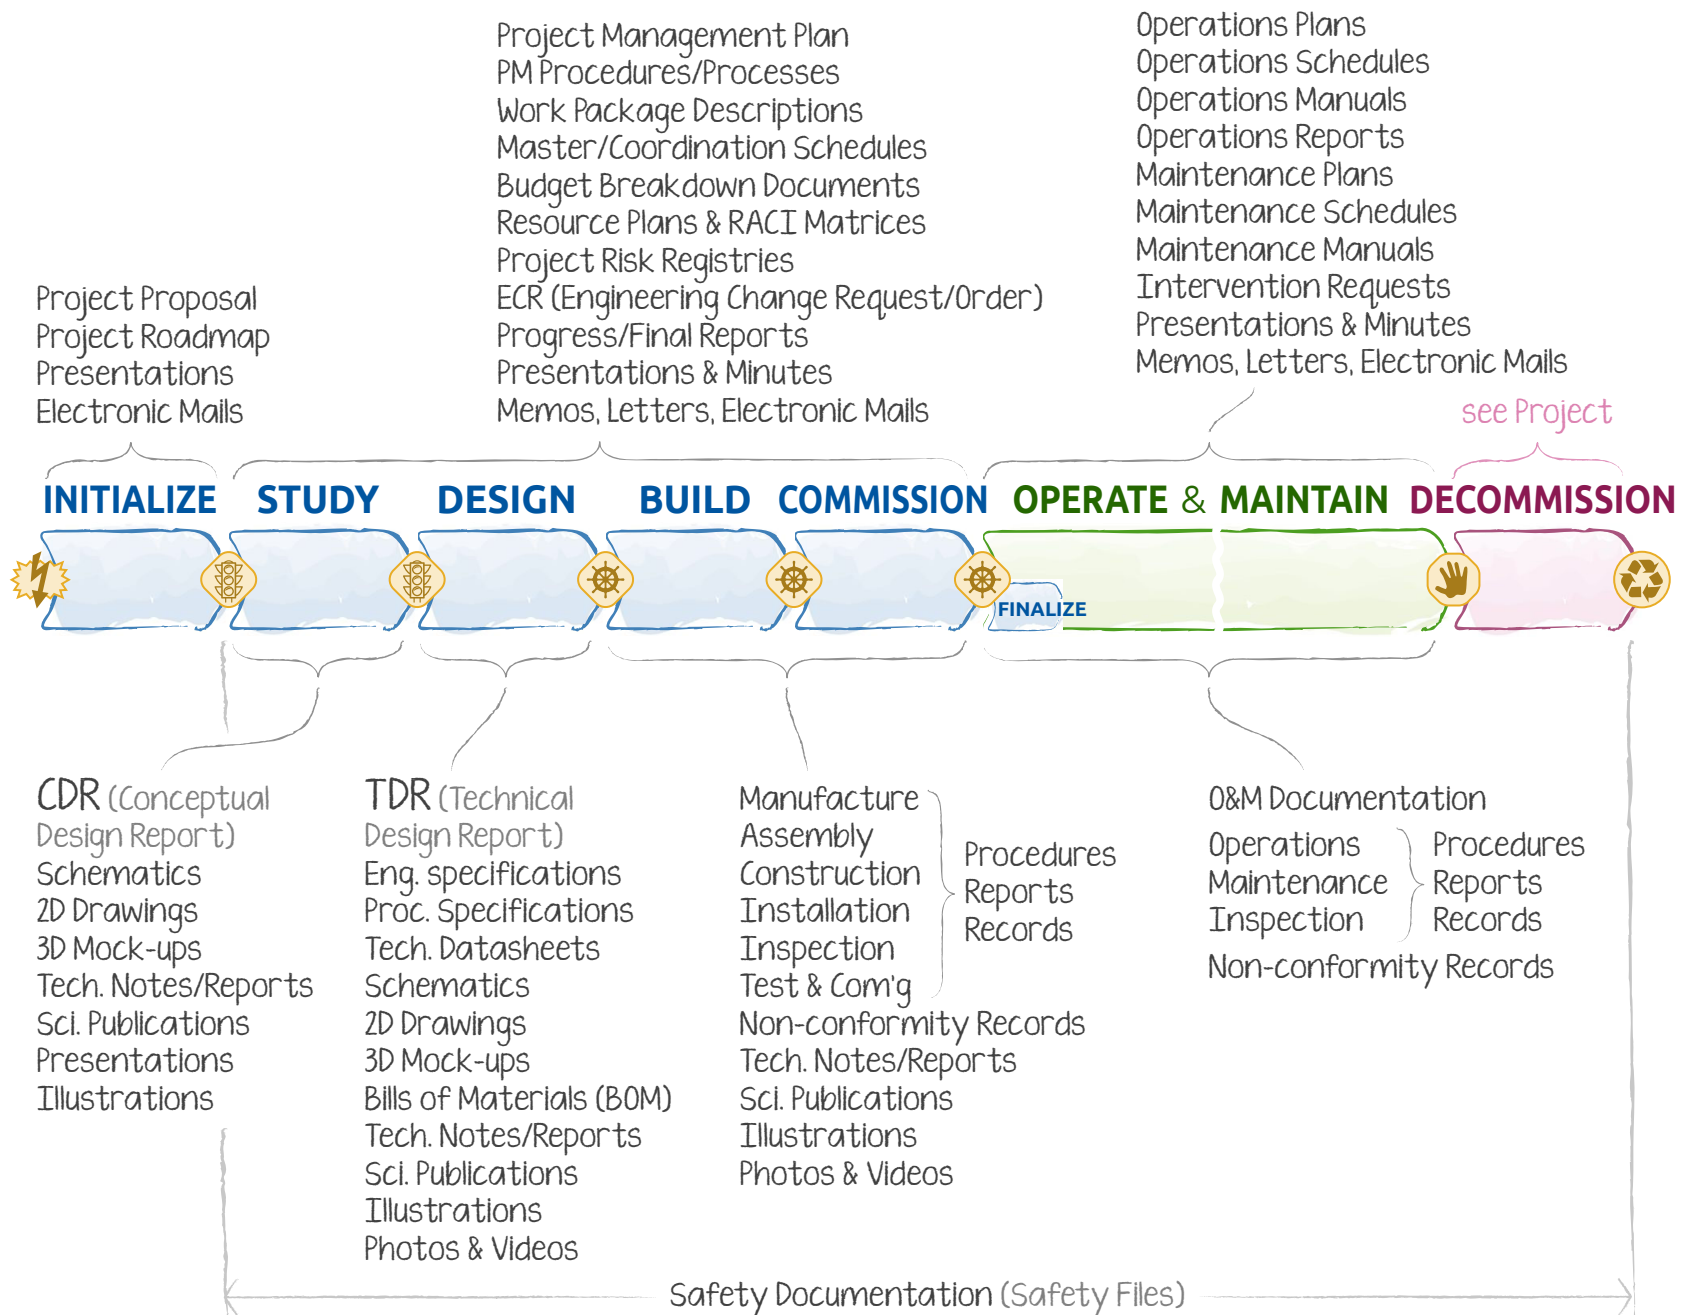 Project Proposal
Project Roadmap
Presentations
Electronic Mails
Project Management Plan
PM Procedures/Processes
Work Package Descriptions
Master/Coordination Schedules
Budget Breakdown Documents
Resource Plans & RACI Matrices
Project Risk Registries
ECR (Engineering Change Request/Order)
Progress/Final Reports
Presentations & Minutes
Memos, Letters, Electronic Mails
Operations Plans
Operations Schedules
Operations Manuals
Operations Reports
Maintenance Plans
Maintenance Schedules
Maintenance Manuals
Intervention Requests
Presentations & Minutes
Memos, Letters, Electronic Mails
see Project
INITIALIZE
STUDY
DESIGN
BUILD
COMMISSION
OPERATE & MAINTAIN
DECOMMISSION
FINALIZE
CDR (Conceptual
Design Report)
Schematics
2D Drawings
3D Mock-ups
Tech. Notes/Reports
Sci. Publications
Presentations
Illustrations
TDR (Technical
Design Report)
Eng. specifications
Proc. Specifications
Tech. Datasheets
Schematics
2D Drawings
3D Mock-ups
Bills of Materials (BOM)
Tech. Notes/Reports
Sci. Publications
Illustrations
Photos & Videos
Manufacture
Assembly
Construction
Installation
Inspection
Test & Com'g
Procedures
Reports
Records
Non-conformity Records
Tech. Notes/Reports
Sci. Publications
Illustrations
Photos & Videos
O&M Documentation
Operations
Maintenance
Inspection
Procedures
Reports
Records
Non-conformity Records
Safety Documentation (Safety Files)